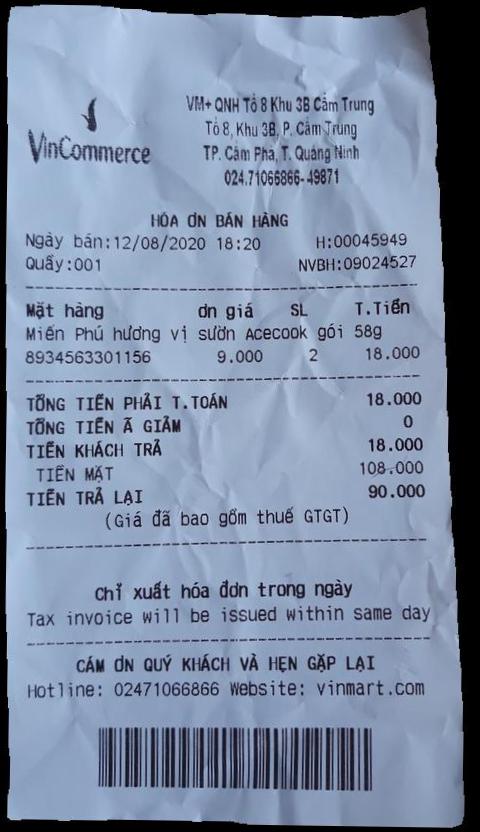 VinCommerce
VM+ QNH Tổ 8 Khu 3B Cẩm Trung
Tổ 8, Khu 3B, P. Cẩm Trung
TP. Cẩm Phả, T. Quảng Ninh
024.71066866-49871
HÓA ƠN BÁN HÀNG
Ngày bán:12/08/2020 18:20 H:00045949
Quầy:001 NVBH:09024527
Mặt hàng ơn giá SL T.Tiền
Miến Phú hương vị sườn Acecook gói 58g
8934563301156 9.000 2 18.000
TỔNG TIỀN PHẢI T.TOÁN 18.000
TỔNG TIỀN Ã GIẢM 0
TIỀN KHÁCH TRẢ 18.000
TIỀN MẶT 108.000
TIỀN TRẢ LẠI 90.000
(Giá đã bao gồm thuế GTGT)
Chỉ xuất hóa đơn trong ngày
Tax invoice will be issued within same day
CÁM ƠN QUÝ KHÁCH VÀ HẸN GẶP LẠI
Hotline: 02471066866 Website: vinmart.com